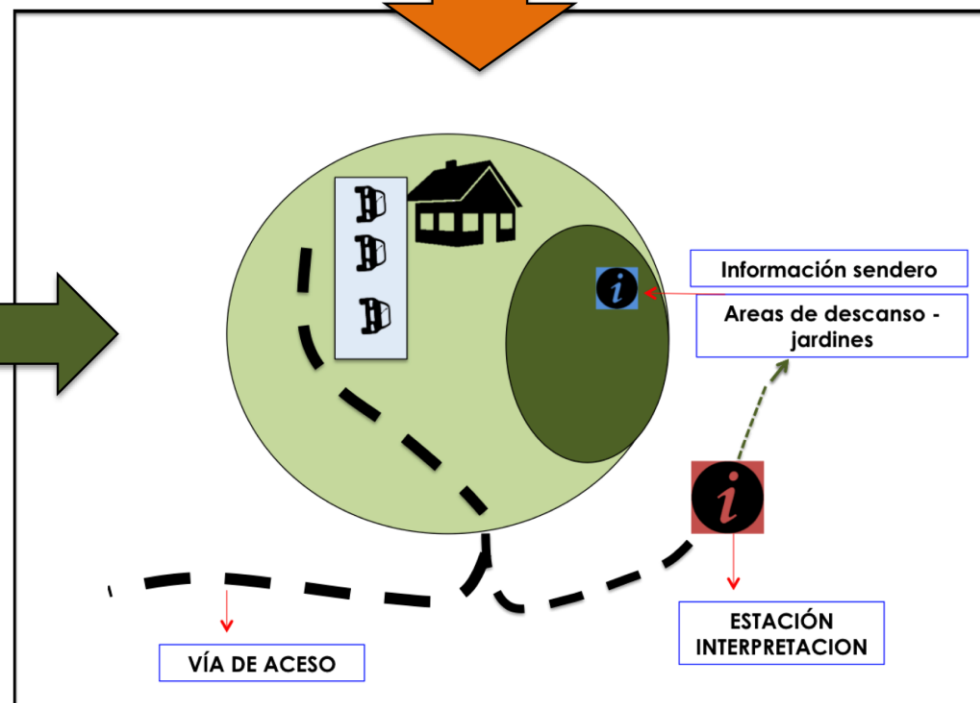 Información sendero
Areas de descanso -
jardines
i
i
ESTACIÓN
INTERPRETACION
VÍA DE ACESO